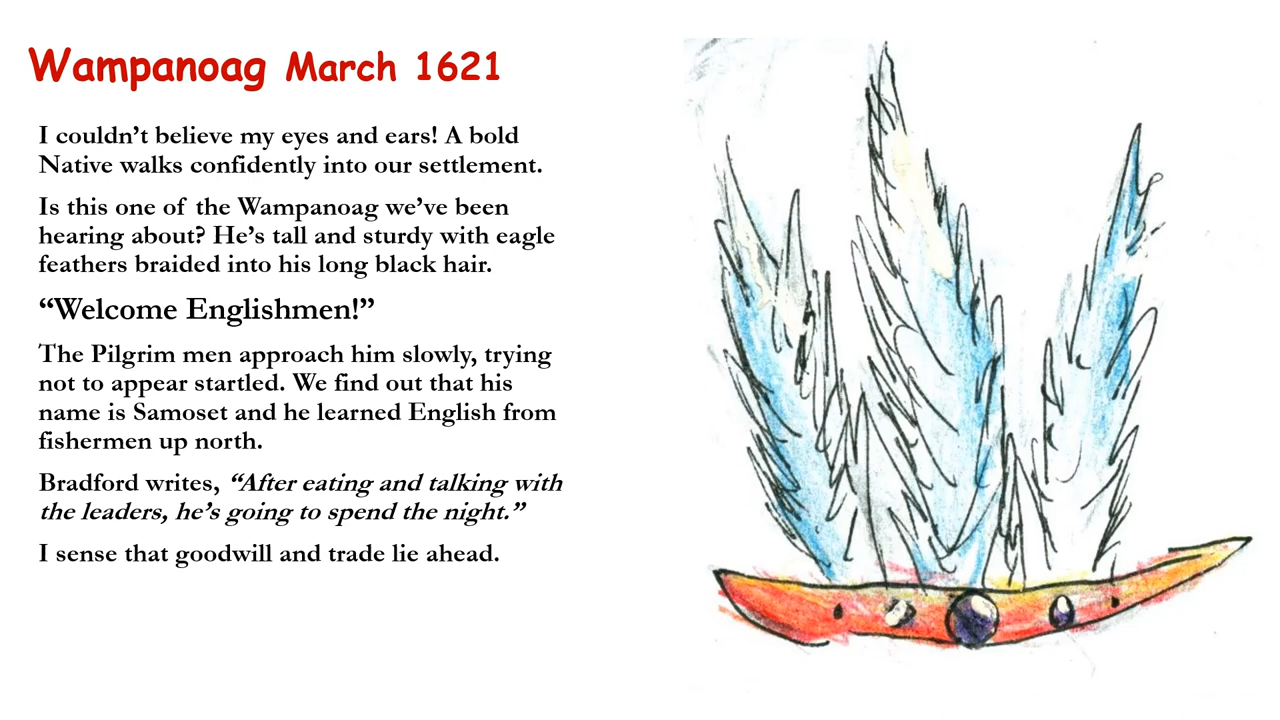 Wampanoag March 1621
I couldn’t believe my eyes and ears! A bold
Native walks confidently into our settlement.
Is this one of the Wampanoag we’ve been
hearing about? He’s tall and sturdy with eagle
feathers braided into his long black hair.
“Welcome Englishmen!”
The Pilgrim men approach him slowly, trying
not to appear startled. We find out that his
name is Samoset and he learned English from
fishermen up north.
Bradford writes, “After eating and talking with
the leaders, he’s going to spend the night.”
I sense that goodwill and trade lie ahead.